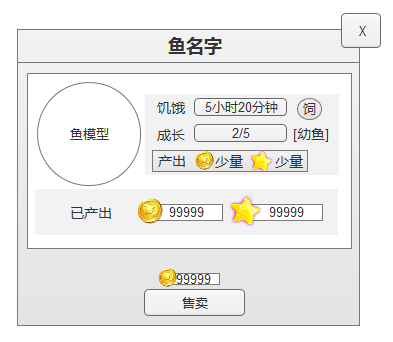 鱼名字
X
鱼模型
饥饿 5小时20分钟 饲
成长 2/5 [幼鱼]
产出 少量 少量
已产出 99999 99999
99999
售卖